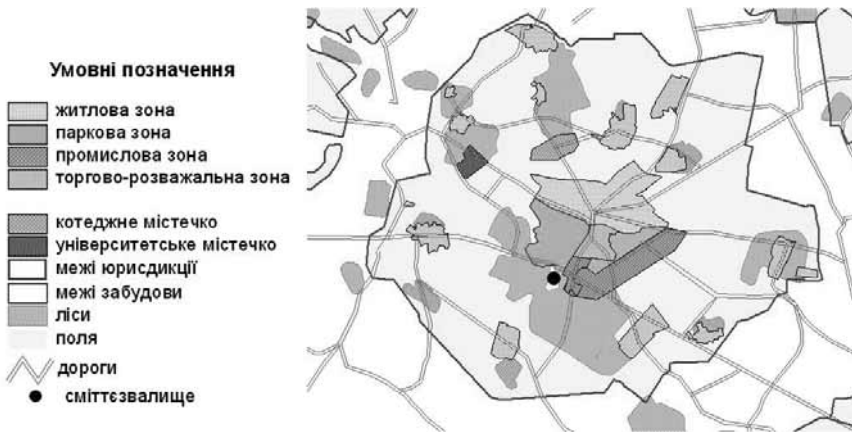 Умовні позначення
житлова зона
паркова зона
промислова зона
торгово-розважальна зона
котеджне містечко
університетське містечко
межі юрисдикції
межі забудови
ліси
поля
дороги
сміттєзвалище